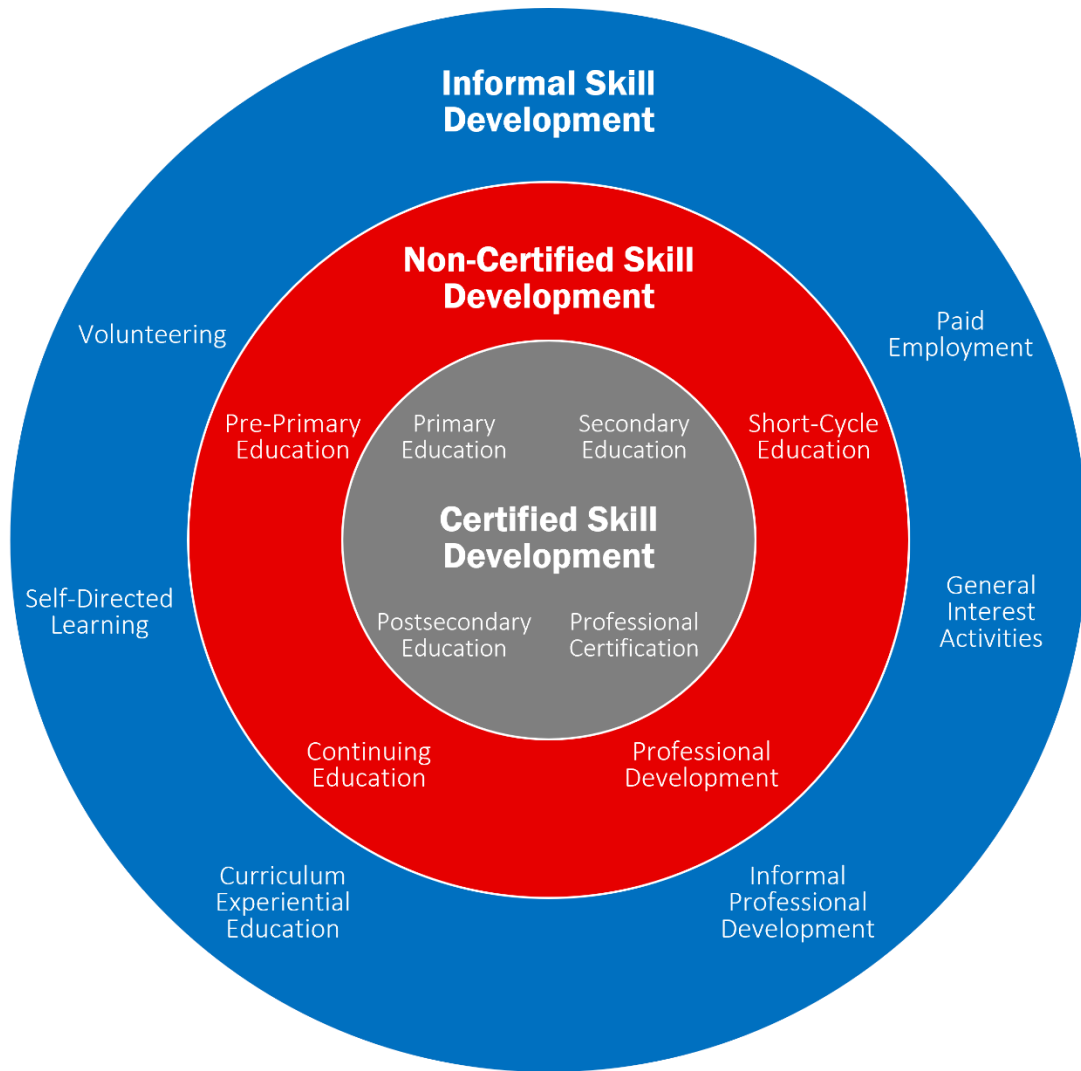 Informal Skill
Development
Non-Certified Skill
Development
Volunteering
Paid
Employment
Pre-Primary
Education
Primary
Education
Secondary
Education
Short-Cycle
Education
Certified Skill
Development
Self-Directed
Learning
General
Interest
Activities
Postsecondary
Education
Professional
Certification
Continuing
Education
Professional
Development
Curriculum
Experiential
Education
Informal
Professional
Development